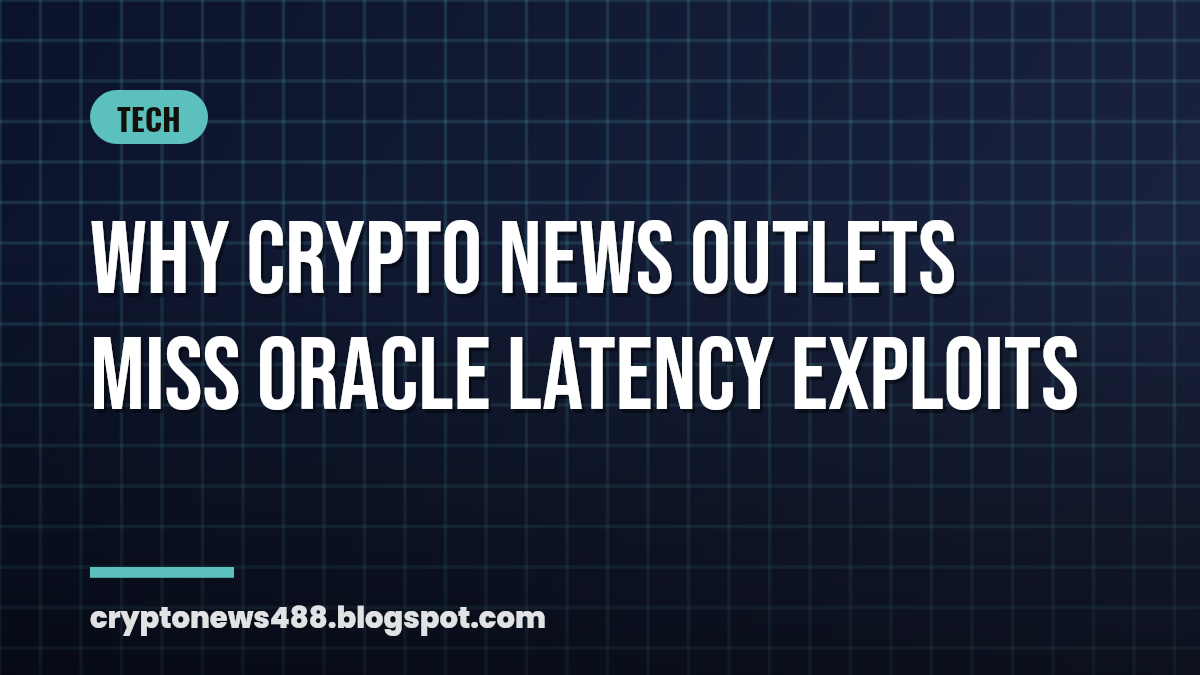 TECH
WHY CRYPTO NEWS OUTLETS
MISS ORACLE LATENCY EXPLOITS
cryptonews488.blogspot.com